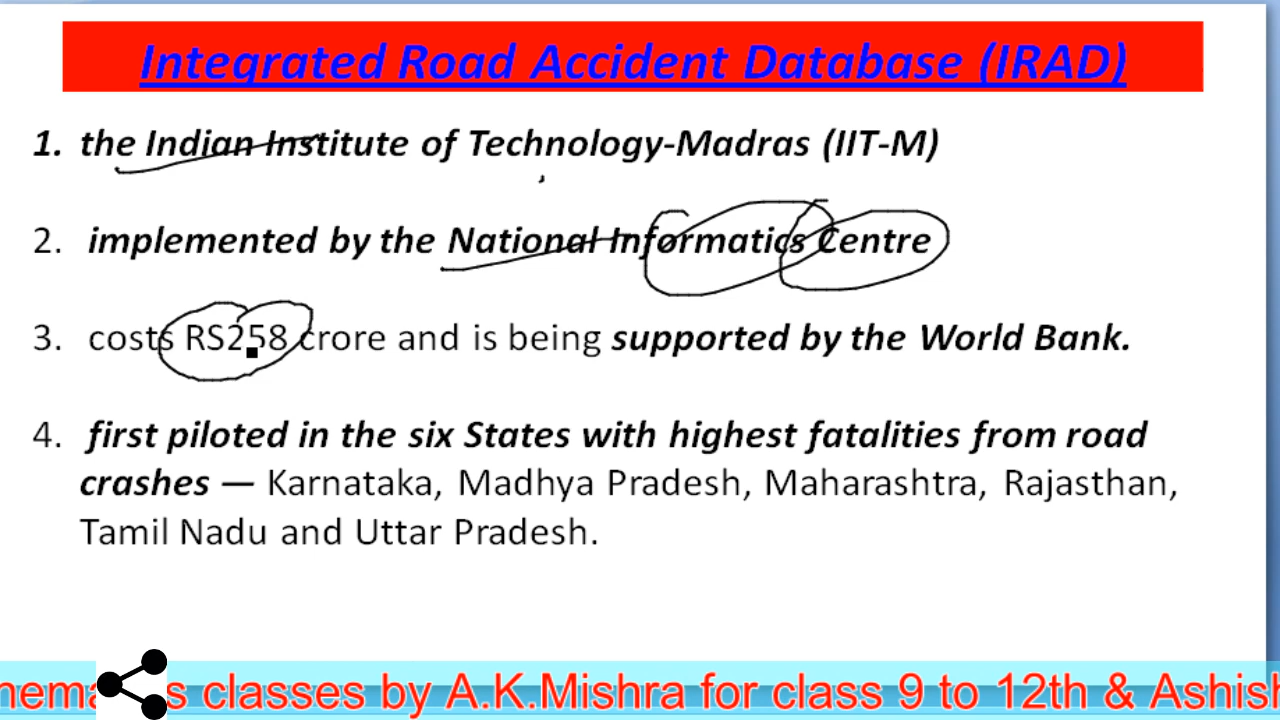 Integrated Road Accident Database (IRAD)
1. the Indian Institute of Technology-Madras (IIT-M)
2. implemented by the National Informatics Centre
3. costs RS258 crore and is being supported by the World Bank.
4. first piloted in the six States with highest fatalities from road
crashes — Karnataka, Madhya Pradesh, Maharashtra, Rajasthan,
Tamil Nadu and Uttar Pradesh.
classes by A.K.Mishra for class 9 to 12th & Ashish